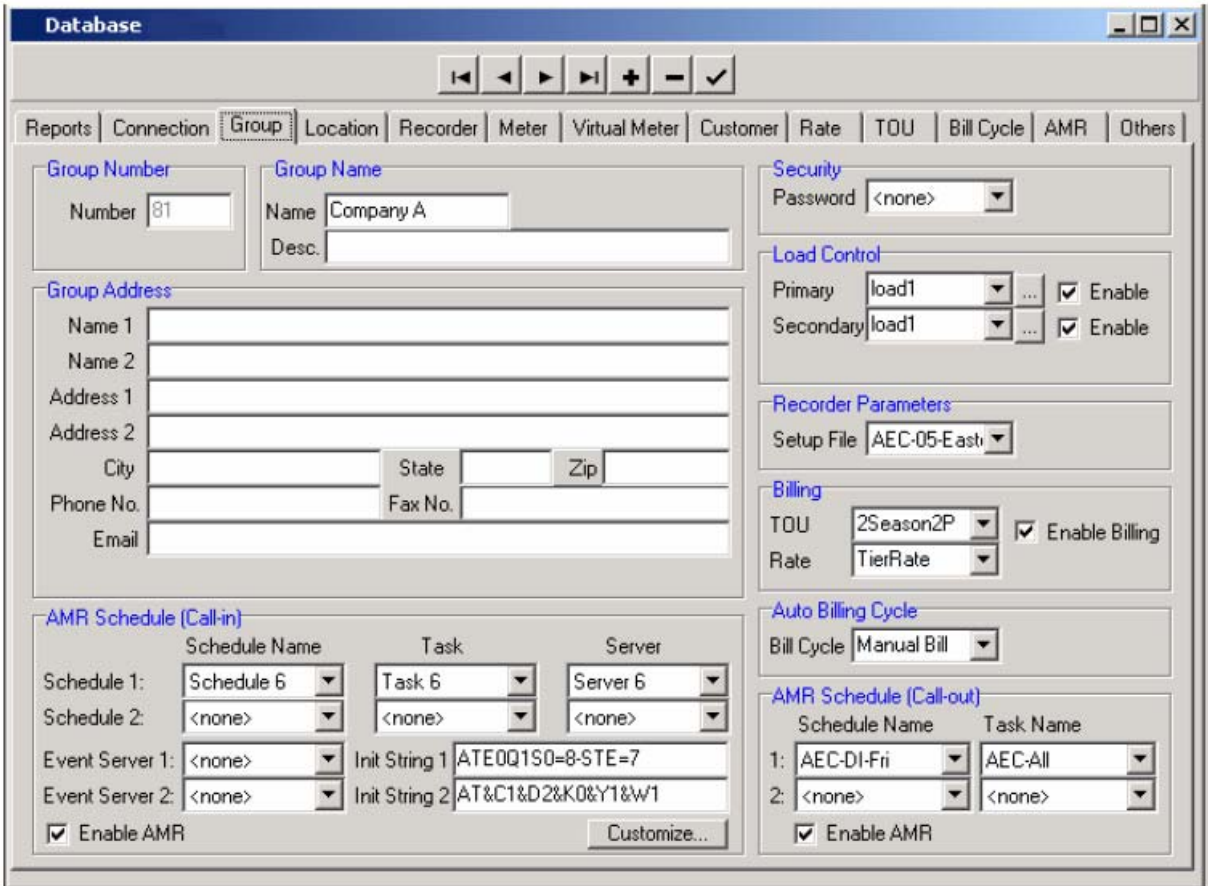 Database
Reports Connection Group Location Recorder Meter Virtual Meter Customer Rate TOU Bill Cycle AMR Others
Group Number
Number 81
Group Name
Name Company A
Desc.
Group Address
Name 1
Name 2
Address 1
Address 2
City State Zip
Phone No. Fax No.
Email
AMR Schedule (Call-in)
Schedule Name Task Server
Schedule 1: Schedule 6 Task 6 Server 6
Schedule 2: <none> <none> <none>
Event Server 1: <none> Init String 1 ATE0Q1S0=8-STE=7
Event Server 2: <none> Init String 2 AT&C1&D2&K0&Y1&W1
Enable AMR Customize...
Security
Password <none>
Load Control
Primary load1 ... Enable
Secondary load1 ... Enable
Recorder Parameters
Setup File AEC-05-East
Billing
TOU 2Season2P Enable Billing
Rate TierRate
Auto Billing Cycle
Bill Cycle Manual Bill
AMR Schedule (Call-out)
Schedule Name Task Name
1: AEC-DI-Fri AEC-All
2: <none> <none>
Enable AMR